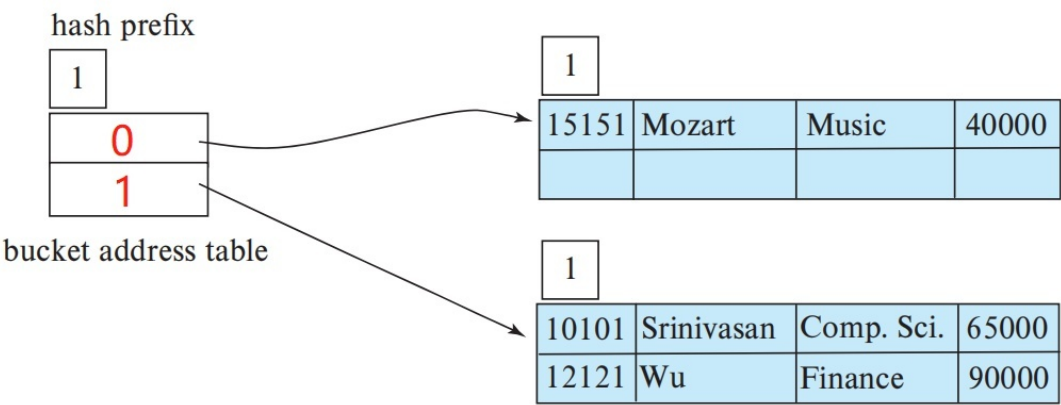 hash prefix
1
0
1
bucket address table
1
15151 Mozart Music 40000
1
10101 Srinivasan Comp. Sci. 65000
12121 Wu Finance 90000